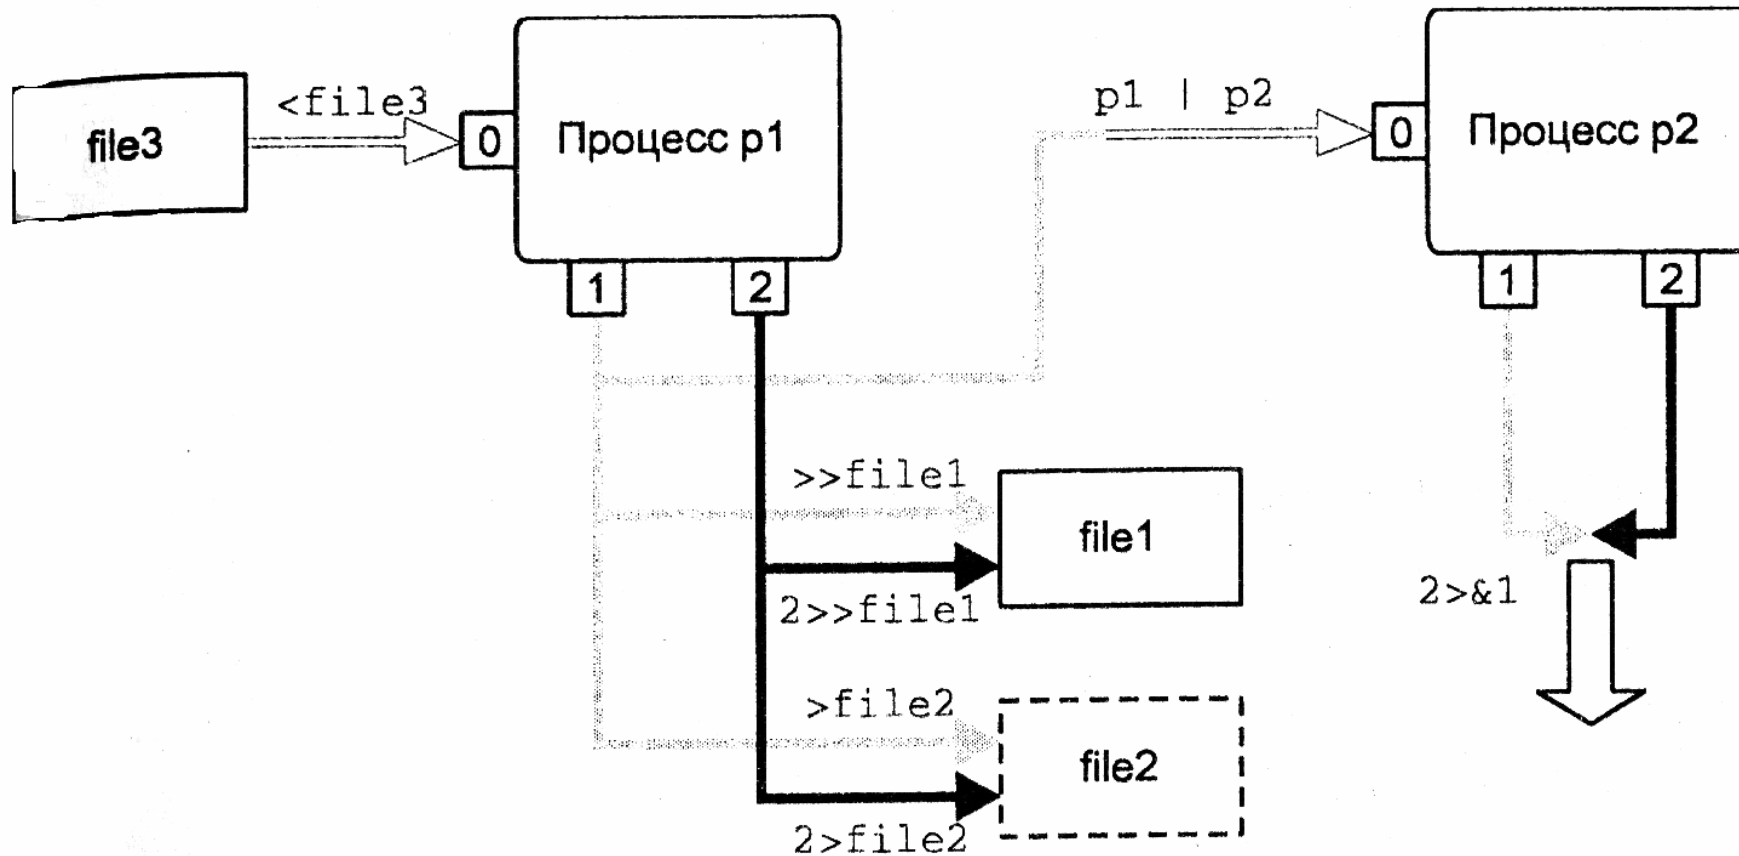 <file3
p1 | p2
file3
0
Процесс p1
0
Процесс p2
1
2
1
2
>>file1
file1
2>>file1
2>&1
>file2
file2
2>file2